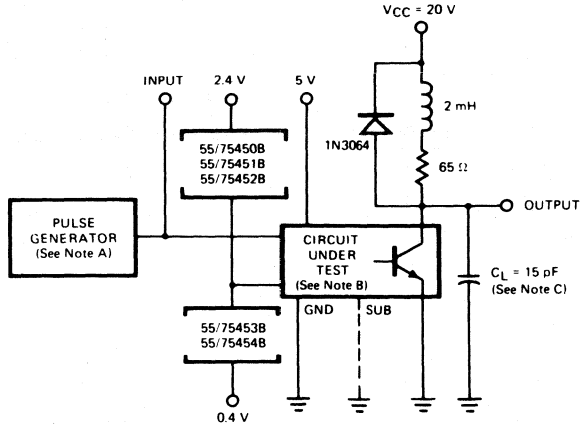 VCC = 20 V
INPUT
2.4 V
5 V
2 mH
1N3064
55/75450B
55/75451B
55/75452B
65 Ω
OUTPUT
PULSE
GENERATOR
(See Note A)
CIRCUIT
UNDER
TEST
(See Note B)
CL = 15 pF
(See Note C)
GND
SUB
55/75453B
55/75454B
0.4 V